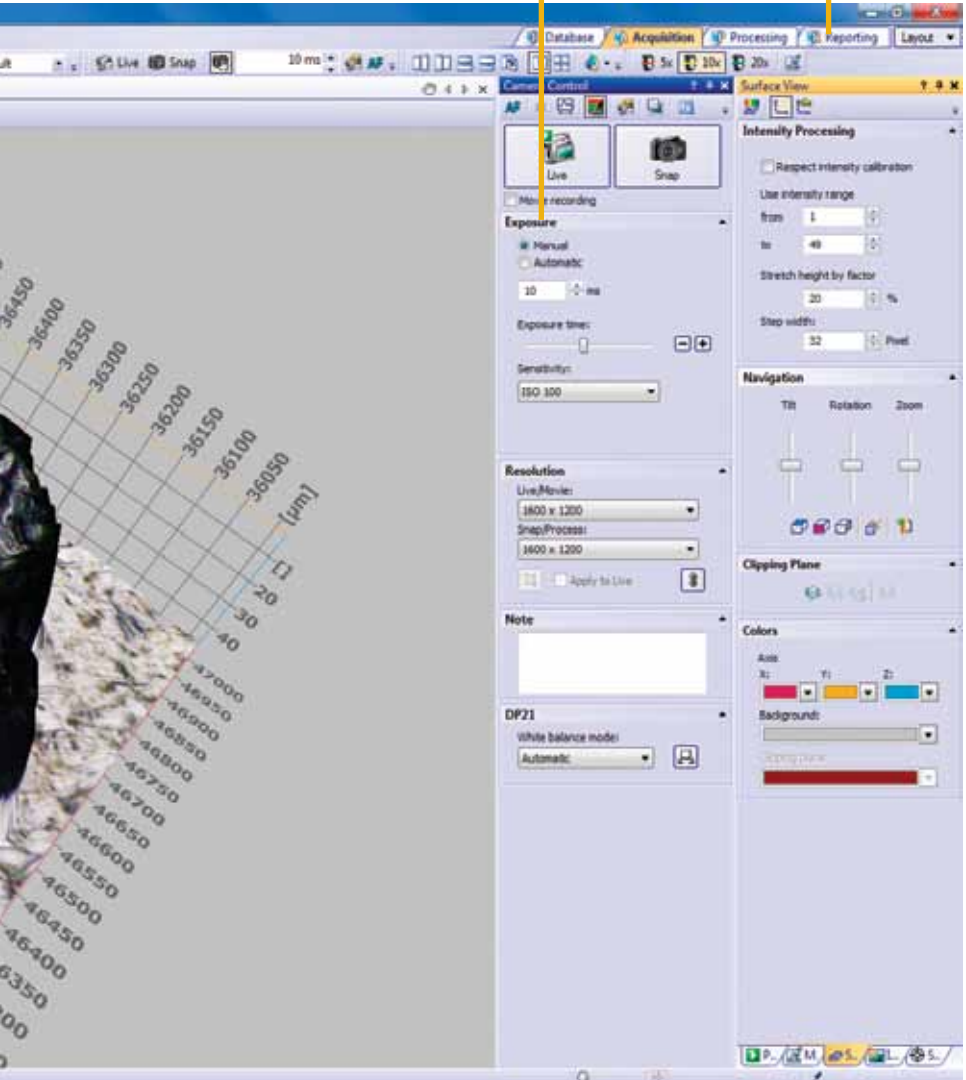 Database Acquisition Processing Reporting Layout
Live Snap 10 ms AF 5x 10x 20x
Camera Control
AF
Live Snap
Movie recording
Exposure
Manual
Automatic
10 ms
Exposure time:
Sensitivity:
ISO 100
Resolution
Live/Movie:
1600 x 1200
Snap/Process:
1600 x 1200
Apply to Live
Note
DP21
White balance mode:
Automatic
Surface View
Intensity Processing
Respect intensity calibration
Use intensity range
from 1
to 49
Stretch height by factor
20 %
Step width:
32 Pixel
Navigation
Tilt Rotation Zoom
Clipping Plane
Colors
Axis
X: Y: Z:
Background:
Clipping plane:
P.. M. S.. L.. S..
36450
36400
36350
36300
36250
36200
36150
36100
36050
[µm]
[]
20
30
40
47000
46950
46900
46850
46800
46750
46700
46650
46600
46550
46500
46450
46400
6350
00